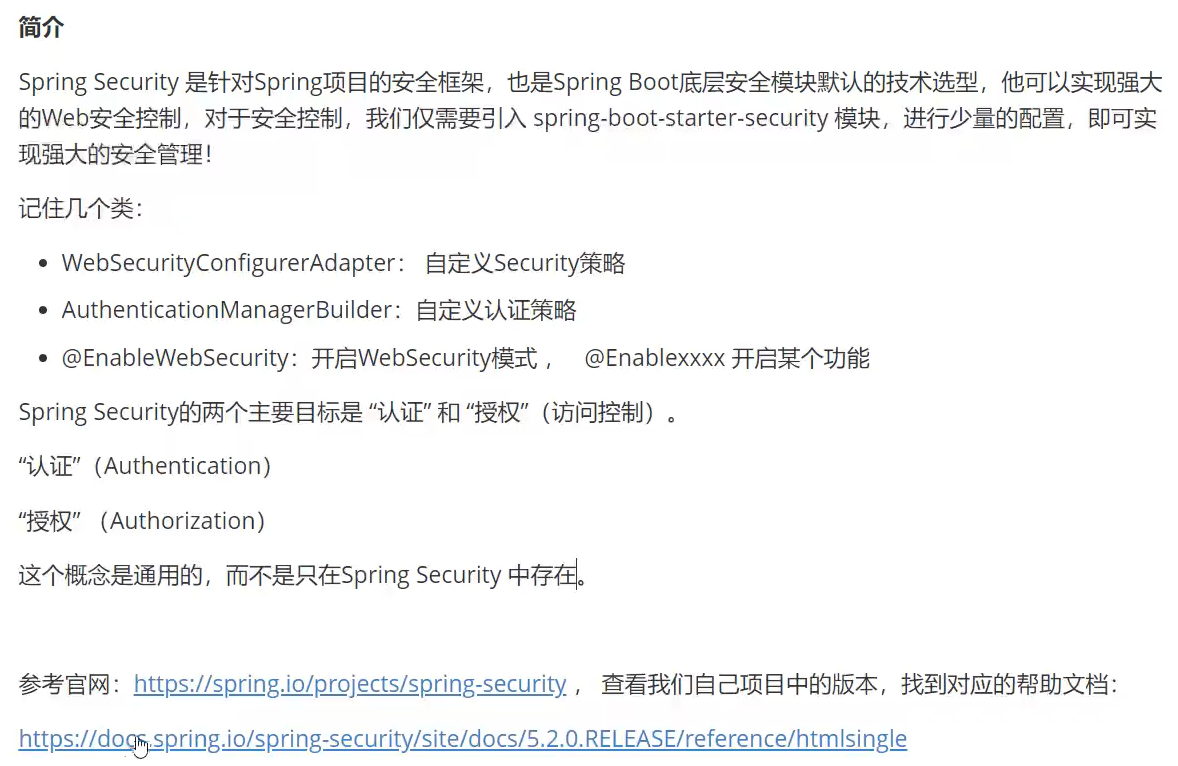 简介
Spring Security 是针对Spring项目的安全框架，也是Spring Boot底层安全模块默认的技术选型，他可以实现强大
的Web安全控制，对于安全控制，我们仅需要引入 spring-boot-starter-security 模块，进行少量的配置，即可实
现强大的安全管理！
记住几个类：
• WebSecurityConfigurerAdapter： 自定义Security策略
• AuthenticationManagerBuilder：自定义认证策略
• @EnableWebSecurity：开启WebSecurity模式 ， @Enablexxxx 开启某个功能
Spring Security的两个主要目标是 “认证” 和 “授权”（访问控制）。
“认证”（Authentication）
“授权” （Authorization）
这个概念是通用的，而不是只在Spring Security 中存在。
参考官网：https://spring.io/projects/spring-security ， 查看我们自己项目中的版本，找到对应的帮助文档：
https://docs.spring.io/spring-security/site/docs/5.2.0.RELEASE/reference/htmlsingle